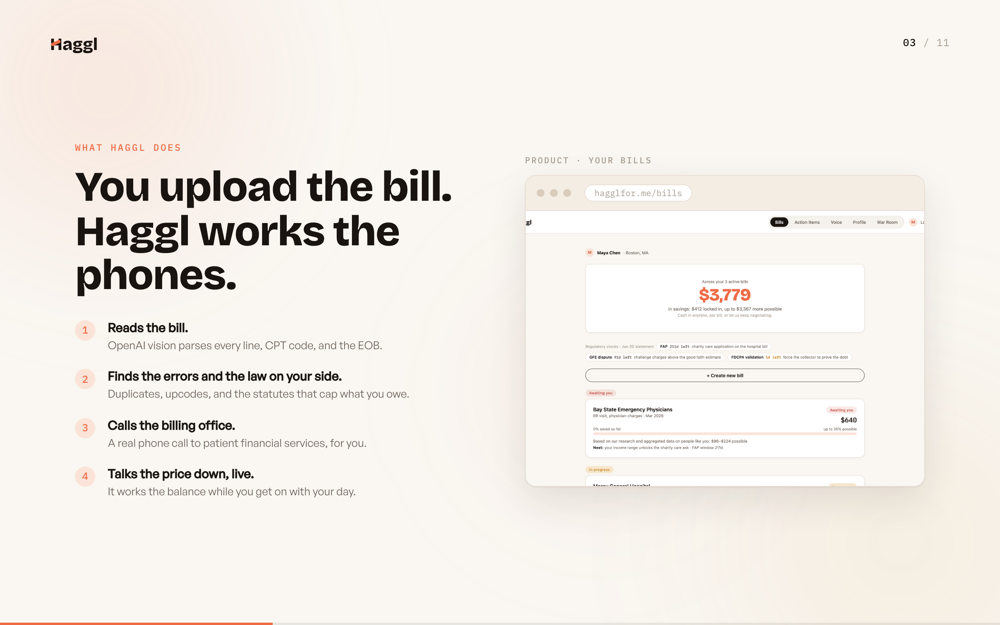 Haggl
03 / 11
WHAT HAGGL DOES
You upload the bill.
Haggl works the
phones.
1
Reads the bill.
OpenAI vision parses every line, CPT code, and the EOB.
2
Finds the errors and the law on your side.
Duplicates, upcodes, and the statutes that cap what you owe.
3
Calls the billing office.
A real phone call to patient financial services, for you.
4
Talks the price down, live.
It works the balance while you get on with your day.
PRODUCT · YOUR BILLS
hagglfor.me/bills
ggl Bills Action Items Voice Profile War Room M
M Maya Chen · Boston, MA
Across your 3 active bills
$3,779
in savings: $412 locked in, up to $3,367 more possible
Cash in anytime, per bill, or let us keep negotiating.
Regulatory clocks · Jun 20 statement FAP 211d left charity care application on the hospital bill
GFE dispute 91d left challenge charges above the good faith estimate FDCPA validation 1d left force the collector to prove the debt
+ Create new bill
Awaiting you
Bay State Emergency Physicians Awaiting you
ER visit, physician charges · Mar 2026
$640
0% saved so far up to 35% possible
Based on our research and aggregated data on people like you: $96–$224 possible
Next: your income range unlocks the charity care ask · FAP window 211d
In progress
Mercy General Hospital